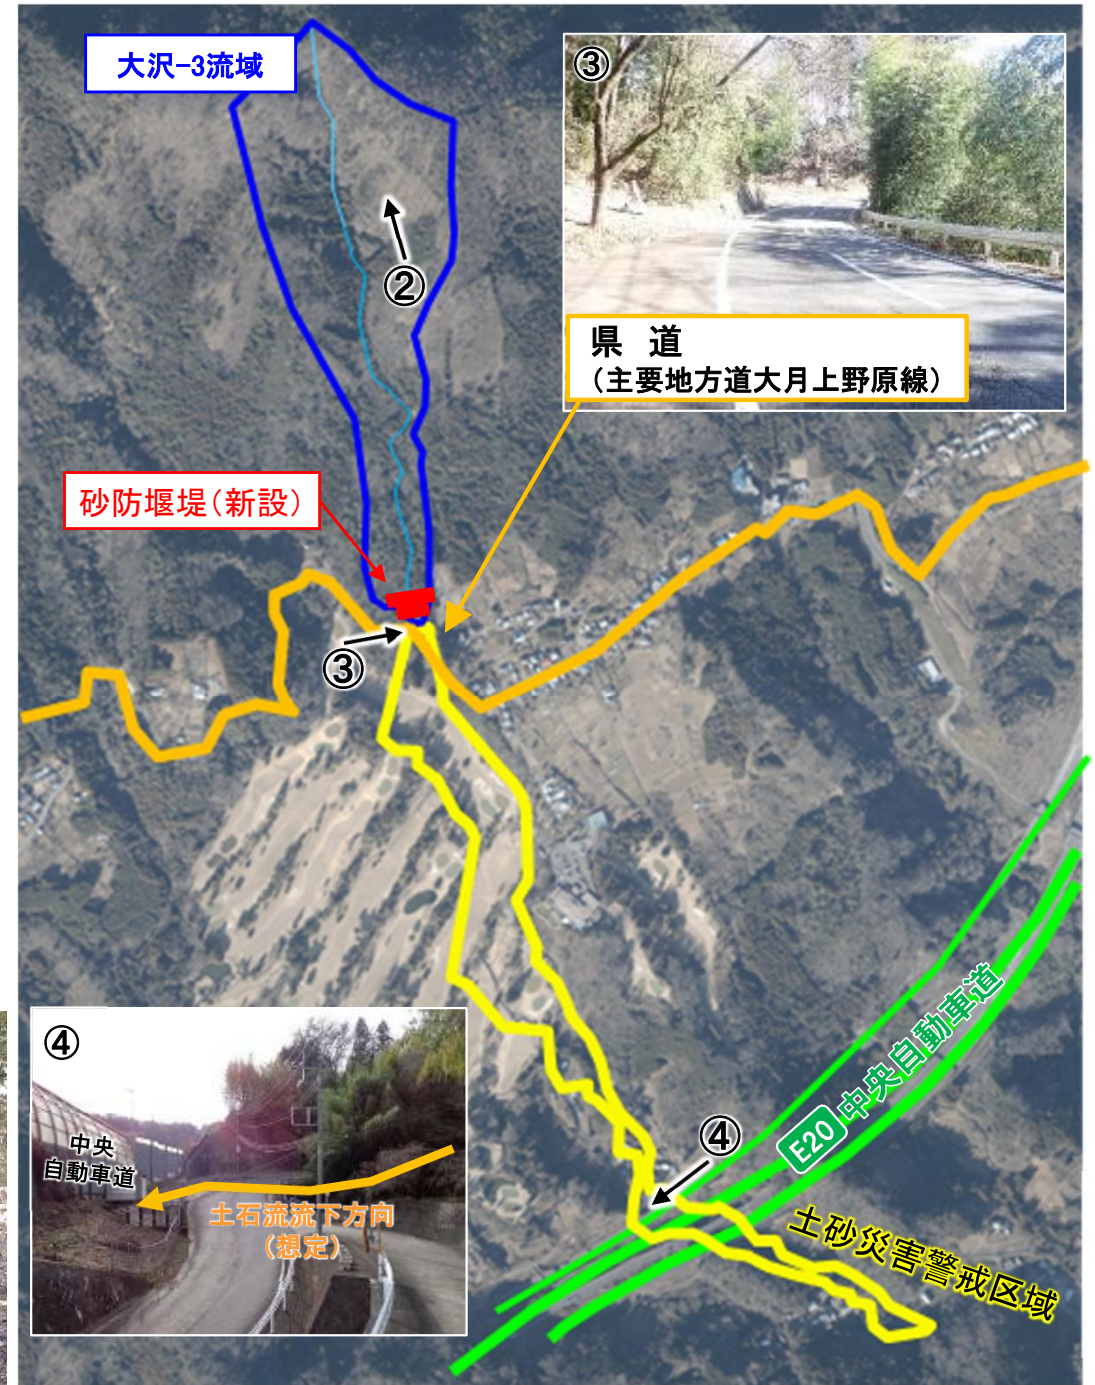 大沢-3流域
③
②
県 道
（主要地方道大月上野原線）
砂防堰堤（新設）
③
④
中央
自動車道
土石流流下方向
（想定）
④
E20 中央自動車道
土砂災害警戒区域